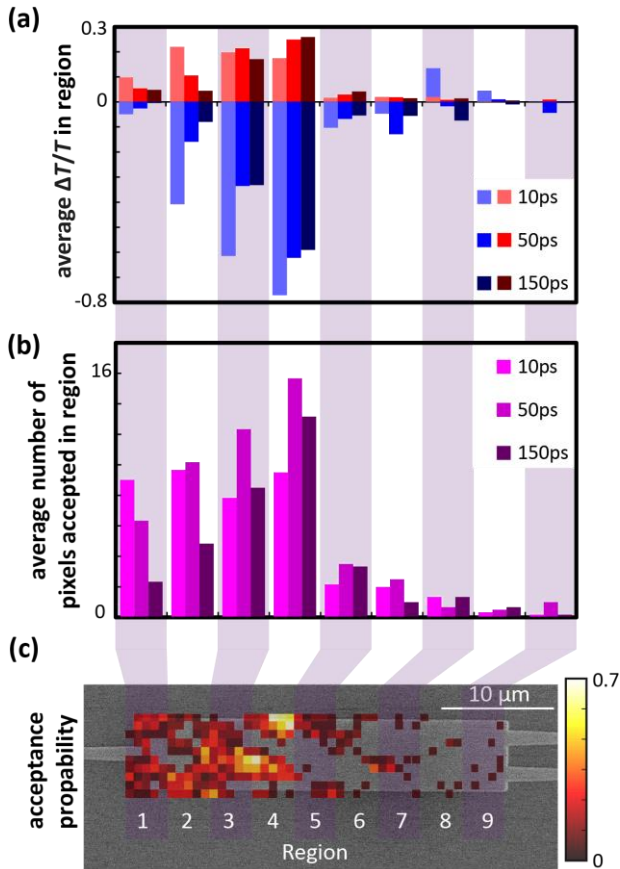 (a)
0.3
0
-0.8
average ΔT/T in region
10ps
50ps
150ps
(b)
16
0
average number of
pixels accepted in region
10ps
50ps
150ps
(c)
acceptance
propability
10 µm
0.7
0
1 2 3 4 5 6 7 8 9
Region